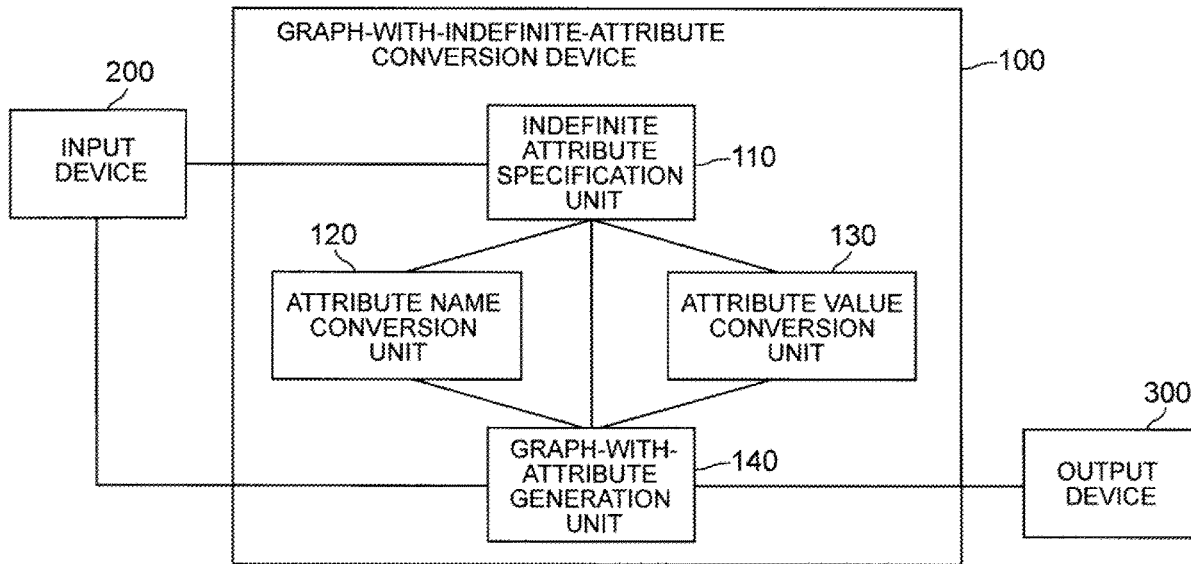 GRAPH-WITH-INDEFINITE-ATTRIBUTE
CONVERSION DEVICE
100
200
INPUT
DEVICE
INDEFINITE
ATTRIBUTE
SPECIFICATION
UNIT
110
120
ATTRIBUTE NAME
CONVERSION
UNIT
130
ATTRIBUTE VALUE
CONVERSION
UNIT
GRAPH-WITH-
ATTRIBUTE
GENERATION
UNIT
140
300
OUTPUT
DEVICE